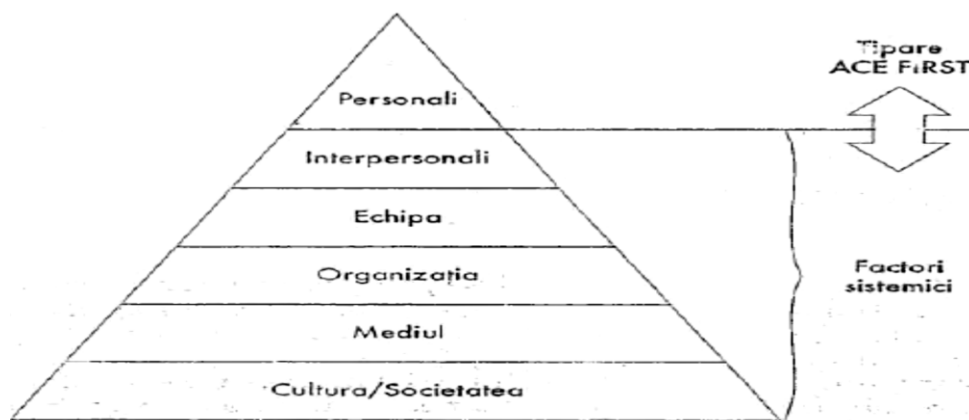 Tipare
ACE FiRST
Personali
Interpersonali
Echipa
Organizația
Mediul
Cultura/Societatea
Factori
sistemici